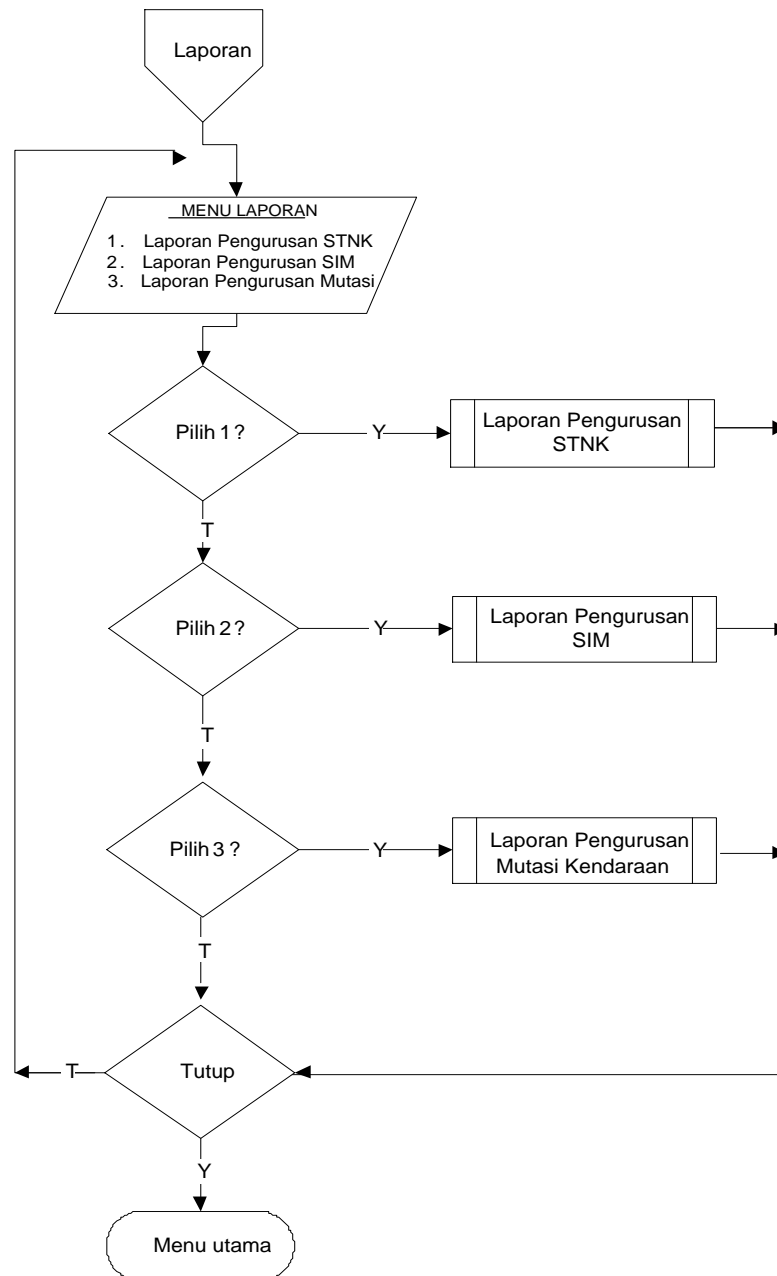 Laporan
MENU LAPORAN
1. Laporan Pengurusan STNK
2. Laporan Pengurusan SIM
3. Laporan Pengurusan Mutasi
Pilih 1 ?
Y
Laporan Pengurusan
STNK
T
Pilih 2 ?
Y
Laporan Pengurusan
SIM
T
Pilih 3 ?
Y
Laporan Pengurusan
Mutasi Kendaraan
T
T
Tutup
Y
Menu utama